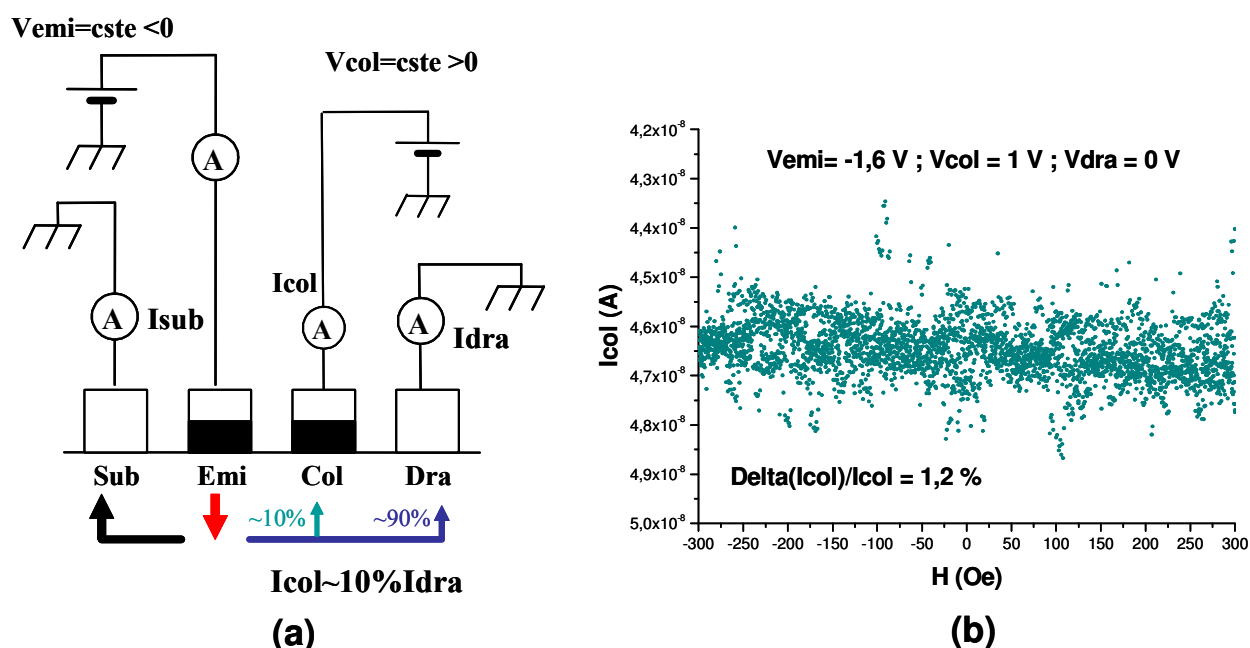 Vemi=cste <0
Vcol=cste >0
A
Icol
A
Isub
A
A
Idra
Sub
Emi
Col
Dra
~10%
~90%
Icol~10%Idra
(a)
Vemi= -1,6 V ; Vcol = 1 V ; Vdra = 0 V
4,2x10⁻⁸
4,3x10⁻⁸
4,4x10⁻⁸
4,5x10⁻⁸
4,6x10⁻⁸
4,7x10⁻⁸
4,8x10⁻⁸
4,9x10⁻⁸
5,0x10⁻⁸
Icol (A)
Delta(Icol)/Icol = 1,2 %
-300 -250 -200 -150 -100 -50 0 50 100 150 200 250 300
H (Oe)
(b)